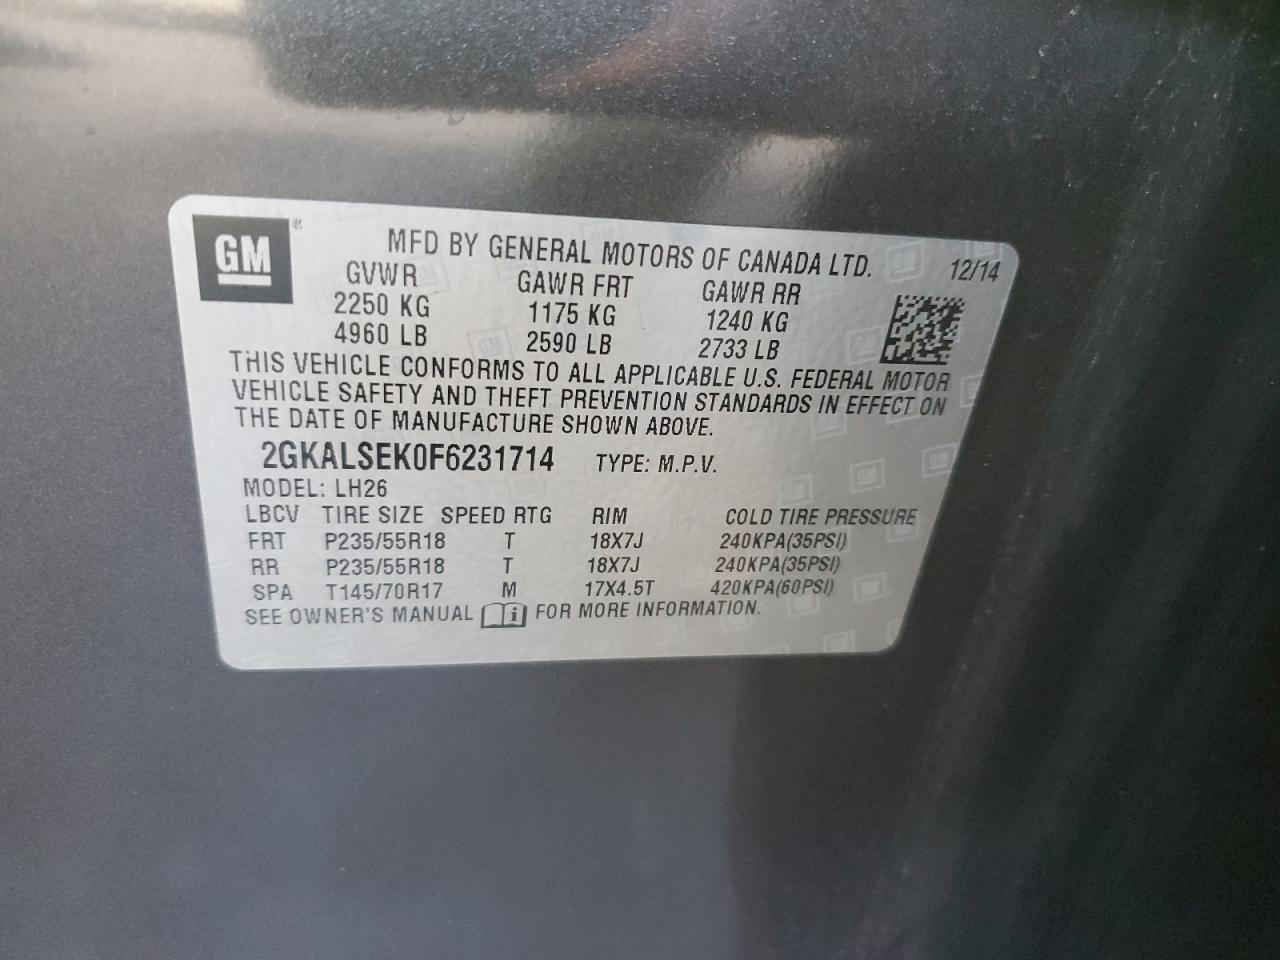 GM ®
MFD BY GENERAL MOTORS OF CANADA LTD.
12/14
GVWR GAWR FRT GAWR RR
2250 KG 1175 KG 1240 KG
4960 LB 2590 LB 2733 LB
THIS VEHICLE CONFORMS TO ALL APPLICABLE U.S. FEDERAL MOTOR
VEHICLE SAFETY AND THEFT PREVENTION STANDARDS IN EFFECT ON
THE DATE OF MANUFACTURE SHOWN ABOVE.
2GKALSEK0F6231714 TYPE: M.P.V.
MODEL: LH26
LBCV TIRE SIZE SPEED RTG RIM COLD TIRE PRESSURE
FRT P235/55R18 T 18X7J 240KPA(35PSI)
RR P235/55R18 T 18X7J 240KPA(35PSI)
SPA T145/70R17 M 17X4.5T 420KPA(60PSI)
SEE OWNER'S MANUAL i FOR MORE INFORMATION.